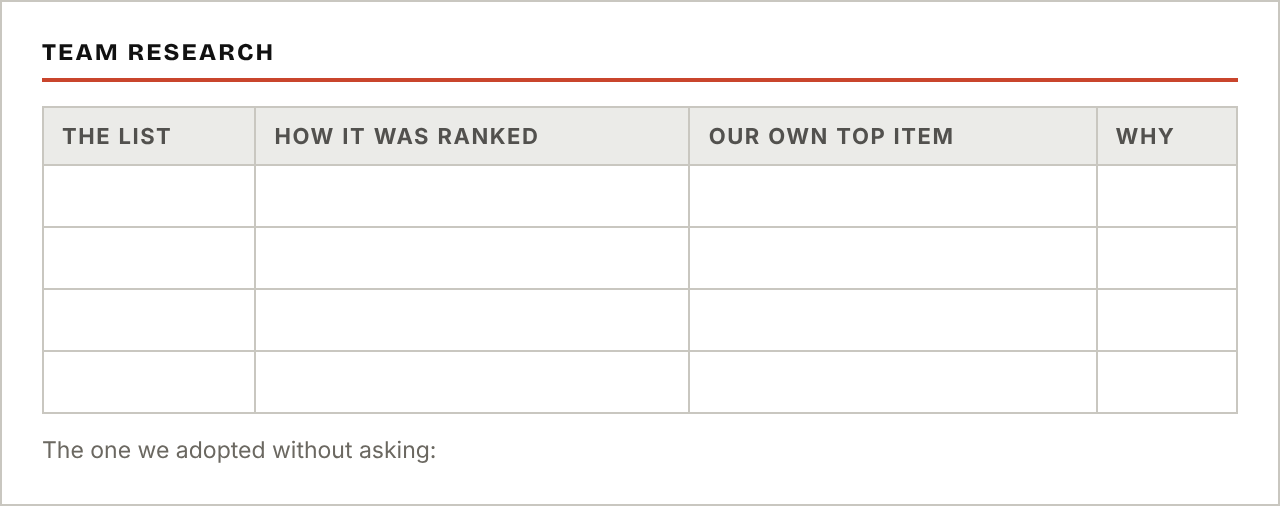 TEAM RESEARCH
THE LIST HOW IT WAS RANKED OUR OWN TOP ITEM WHY
The one we adopted without asking: